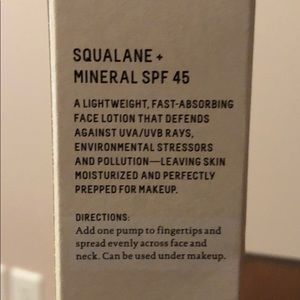 SQUALANE +
MINERAL SPF 45
A LIGHTWEIGHT, FAST-ABSORBING
FACE LOTION THAT DEFENDS
AGAINST UVA/UVB RAYS,
ENVIRONMENTAL STRESSORS
AND POLLUTION—LEAVING SKIN
MOISTURIZED AND PERFECTLY
PREPPED FOR MAKEUP.
DIRECTIONS:
Add one pump to fingertips and
spread evenly across face and
neck. Can be used under makeup.